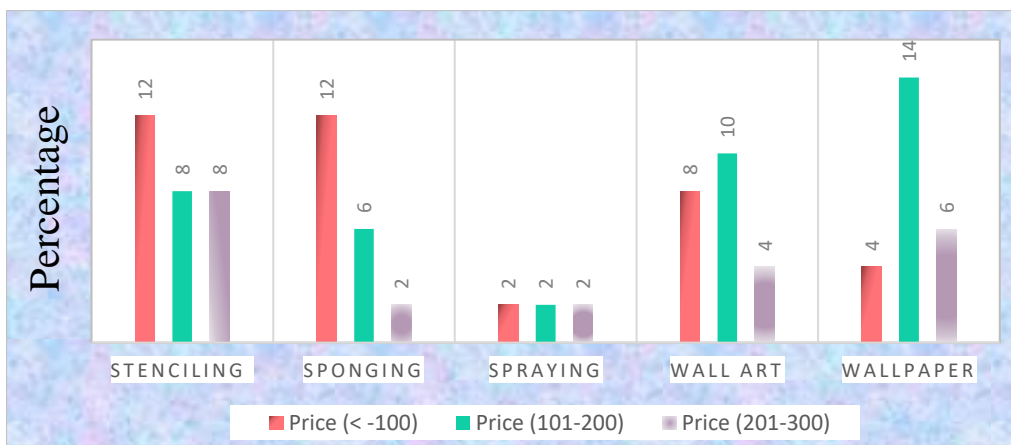 Percentage
12
8
8
12
6
2
2
2
2
8
10
4
4
14
6
STENCILING
SPONGING
SPRAYING
WALL ART
WALLPAPER
Price (< -100)
Price (101-200)
Price (201-300)